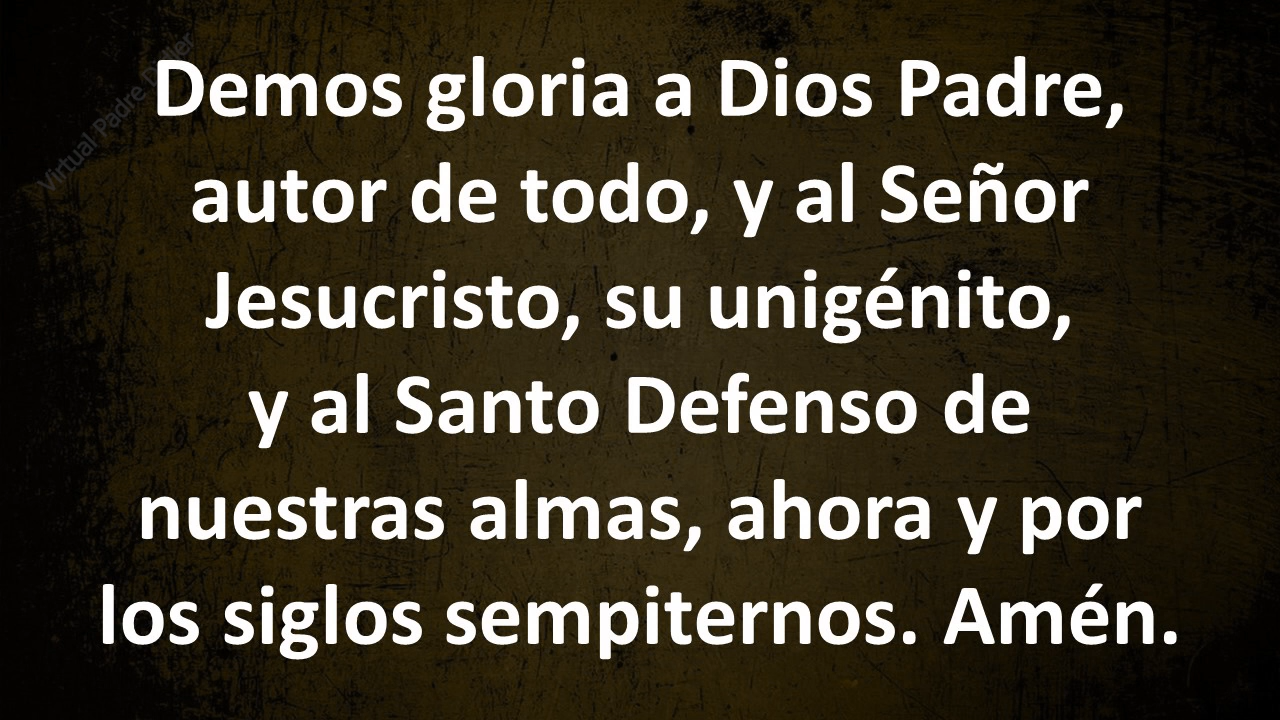 Demos gloria a Dios Padre,
autor de todo, y al Señor
Jesucristo, su unigénito,
y al Santo Defenso de
nuestras almas, ahora y por
los siglos sempiternos. Amén.